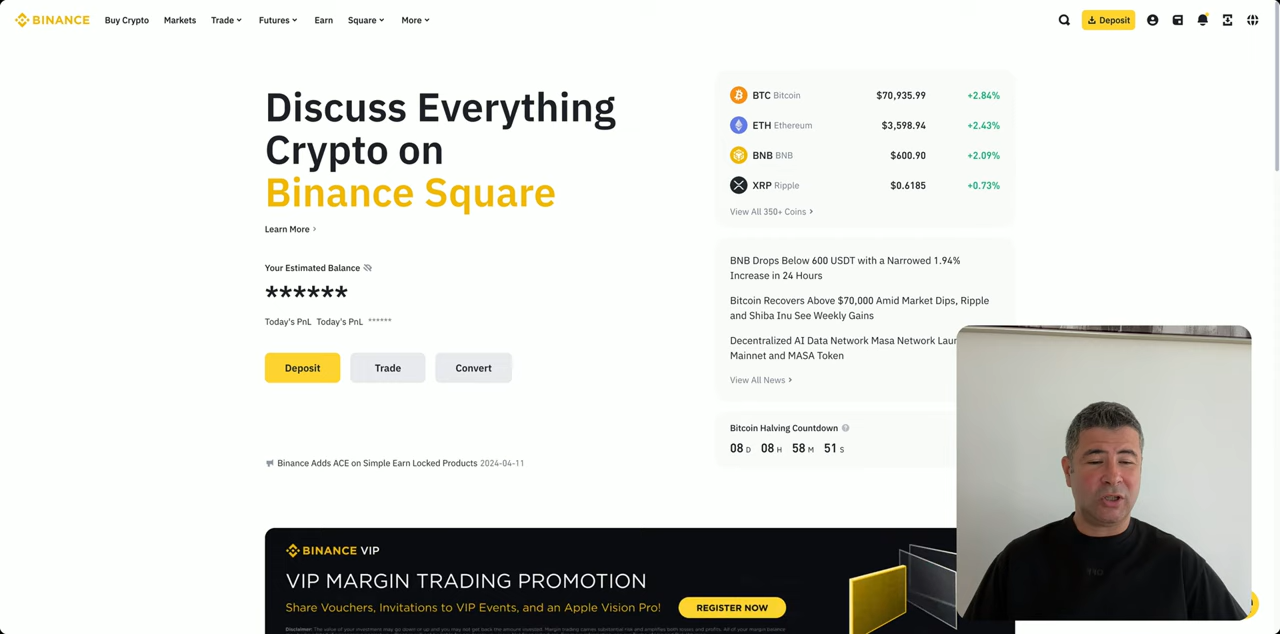 BINANCE Buy Crypto Markets Trade Futures Earn Square More Deposit
Discuss Everything
Crypto on
Binance Square
Learn More
Your Estimated Balance
******
Today's PnL Today's PnL ******
Deposit Trade Convert
Binance Adds ACE on Simple Earn Locked Products 2024-04-11
BTC Bitcoin $70,935.99 +2.84%
ETH Ethereum $3,598.94 +2.43%
BNB BNB $600.90 +2.09%
XRP Ripple $0.6185 +0.73%
View All 350+ Coins
BNB Drops Below 600 USDT with a Narrowed 1.94%
Increase in 24 Hours
Bitcoin Recovers Above $70,000 Amid Market Dips, Ripple
and Shiba Inu See Weekly Gains
Decentralized AI Data Network Masa Network Laun
Mainnet and MASA Token
View All News
Bitcoin Halving Countdown
08 D 08 H 58 M 51 S
BINANCE VIP
VIP MARGIN TRADING PROMOTION
Share Vouchers, Invitations to VIP Events, and an Apple Vision Pro! REGISTER NOW